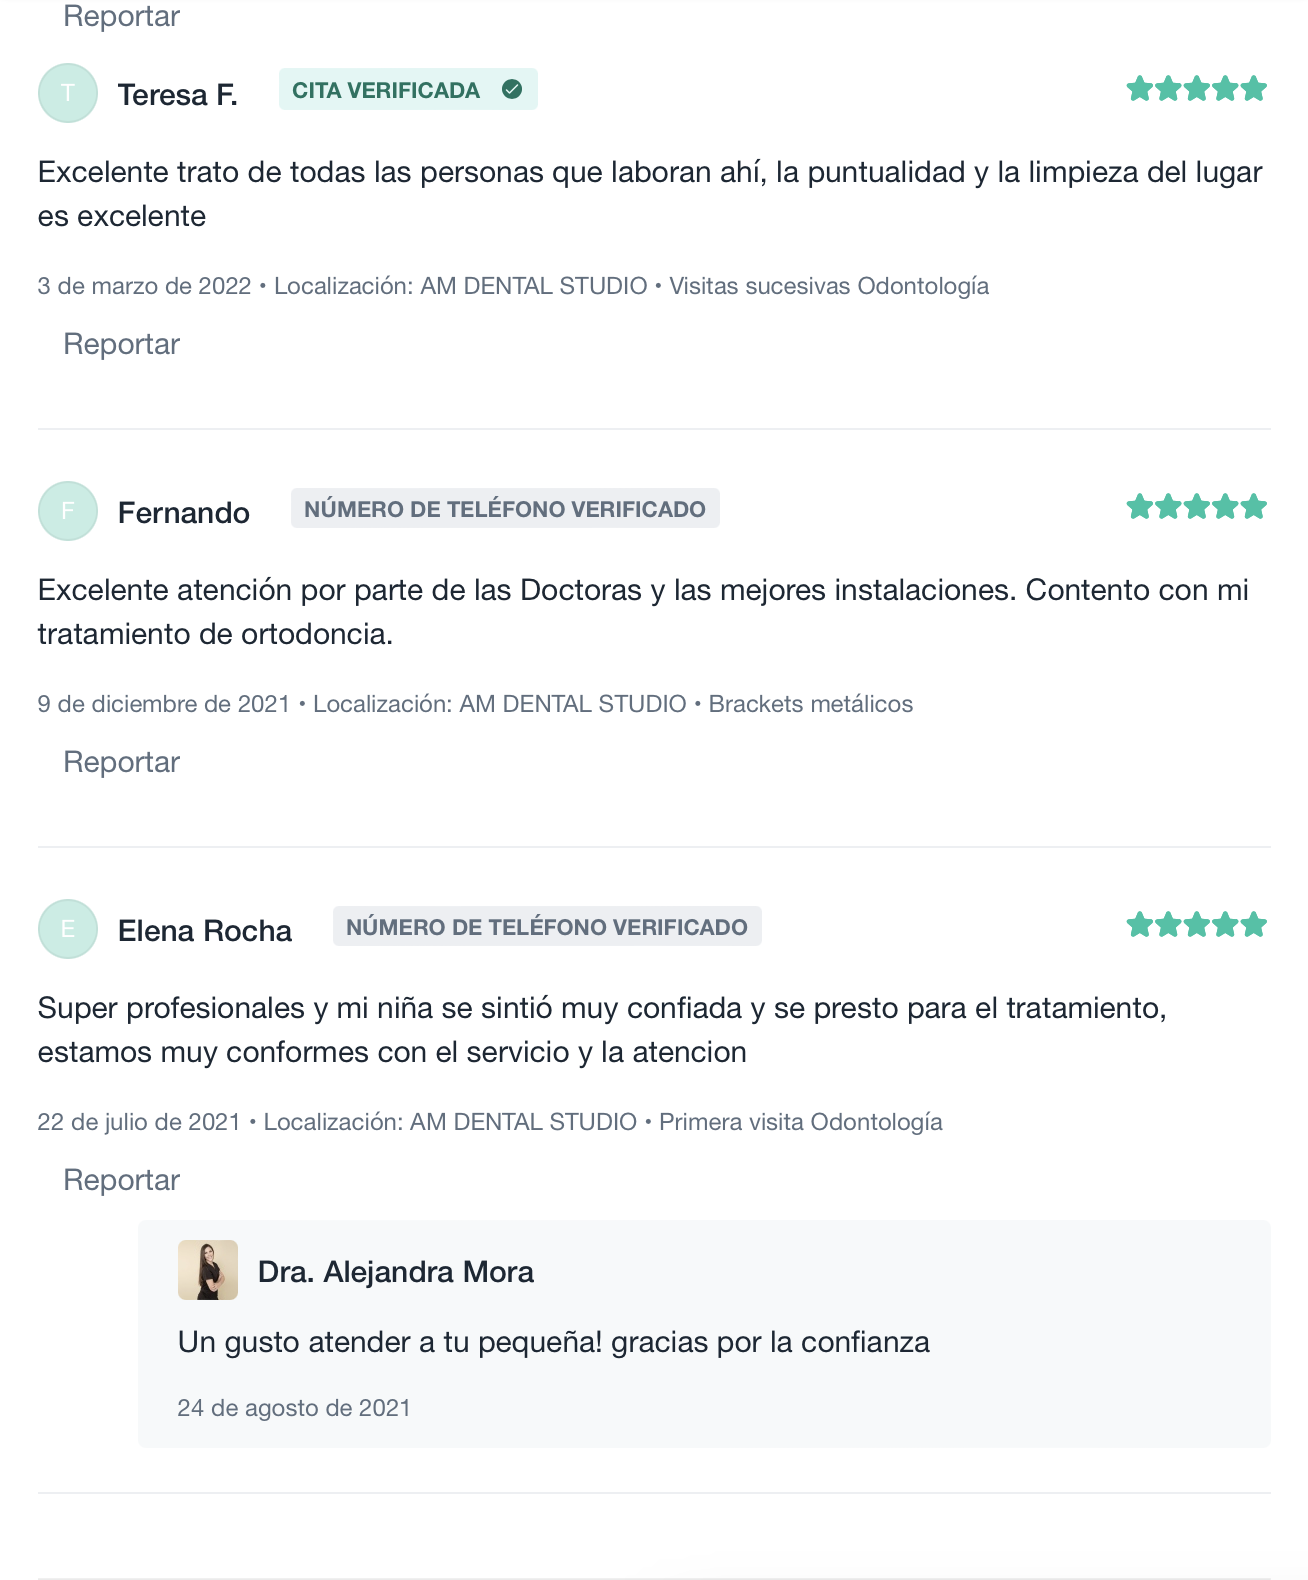 Reportar
T
Teresa F.
CITA VERIFICADA
Excelente trato de todas las personas que laboran ahí, la puntualidad y la limpieza del lugar
es excelente
3 de marzo de 2022 • Localización: AM DENTAL STUDIO • Visitas sucesivas Odontología
Reportar
F
Fernando
NÚMERO DE TELÉFONO VERIFICADO
Excelente atención por parte de las Doctoras y las mejores instalaciones. Contento con mi
tratamiento de ortodoncia.
9 de diciembre de 2021 • Localización: AM DENTAL STUDIO • Brackets metálicos
Reportar
E
Elena Rocha
NÚMERO DE TELÉFONO VERIFICADO
Super profesionales y mi niña se sintió muy confiada y se presto para el tratamiento,
estamos muy conformes con el servicio y la atencion
22 de julio de 2021 • Localización: AM DENTAL STUDIO • Primera visita Odontología
Reportar
Dra. Alejandra Mora
Un gusto atender a tu pequeña! gracias por la confianza
24 de agosto de 2021